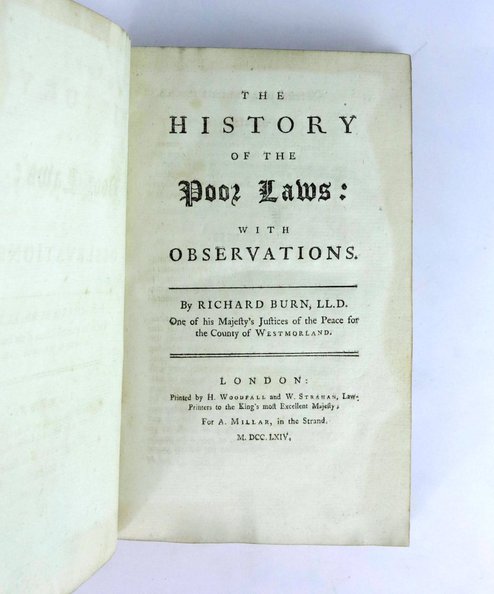 THE
HISTORY
OF THE
Poor Laws:
WITH
OBSERVATIONS.
By RICHARD BURN, LL.D.
One of his Majeſty's Juſtices of the Peace for
the County of WESTMORLAND.
LONDON:
Printed by H. WOODFALL and W. STRAHAN, Law-
Printers to the King's moſt Excellent Majeſty;
For A. MILLAR, in the Strand.
M. DCC. LXIV.